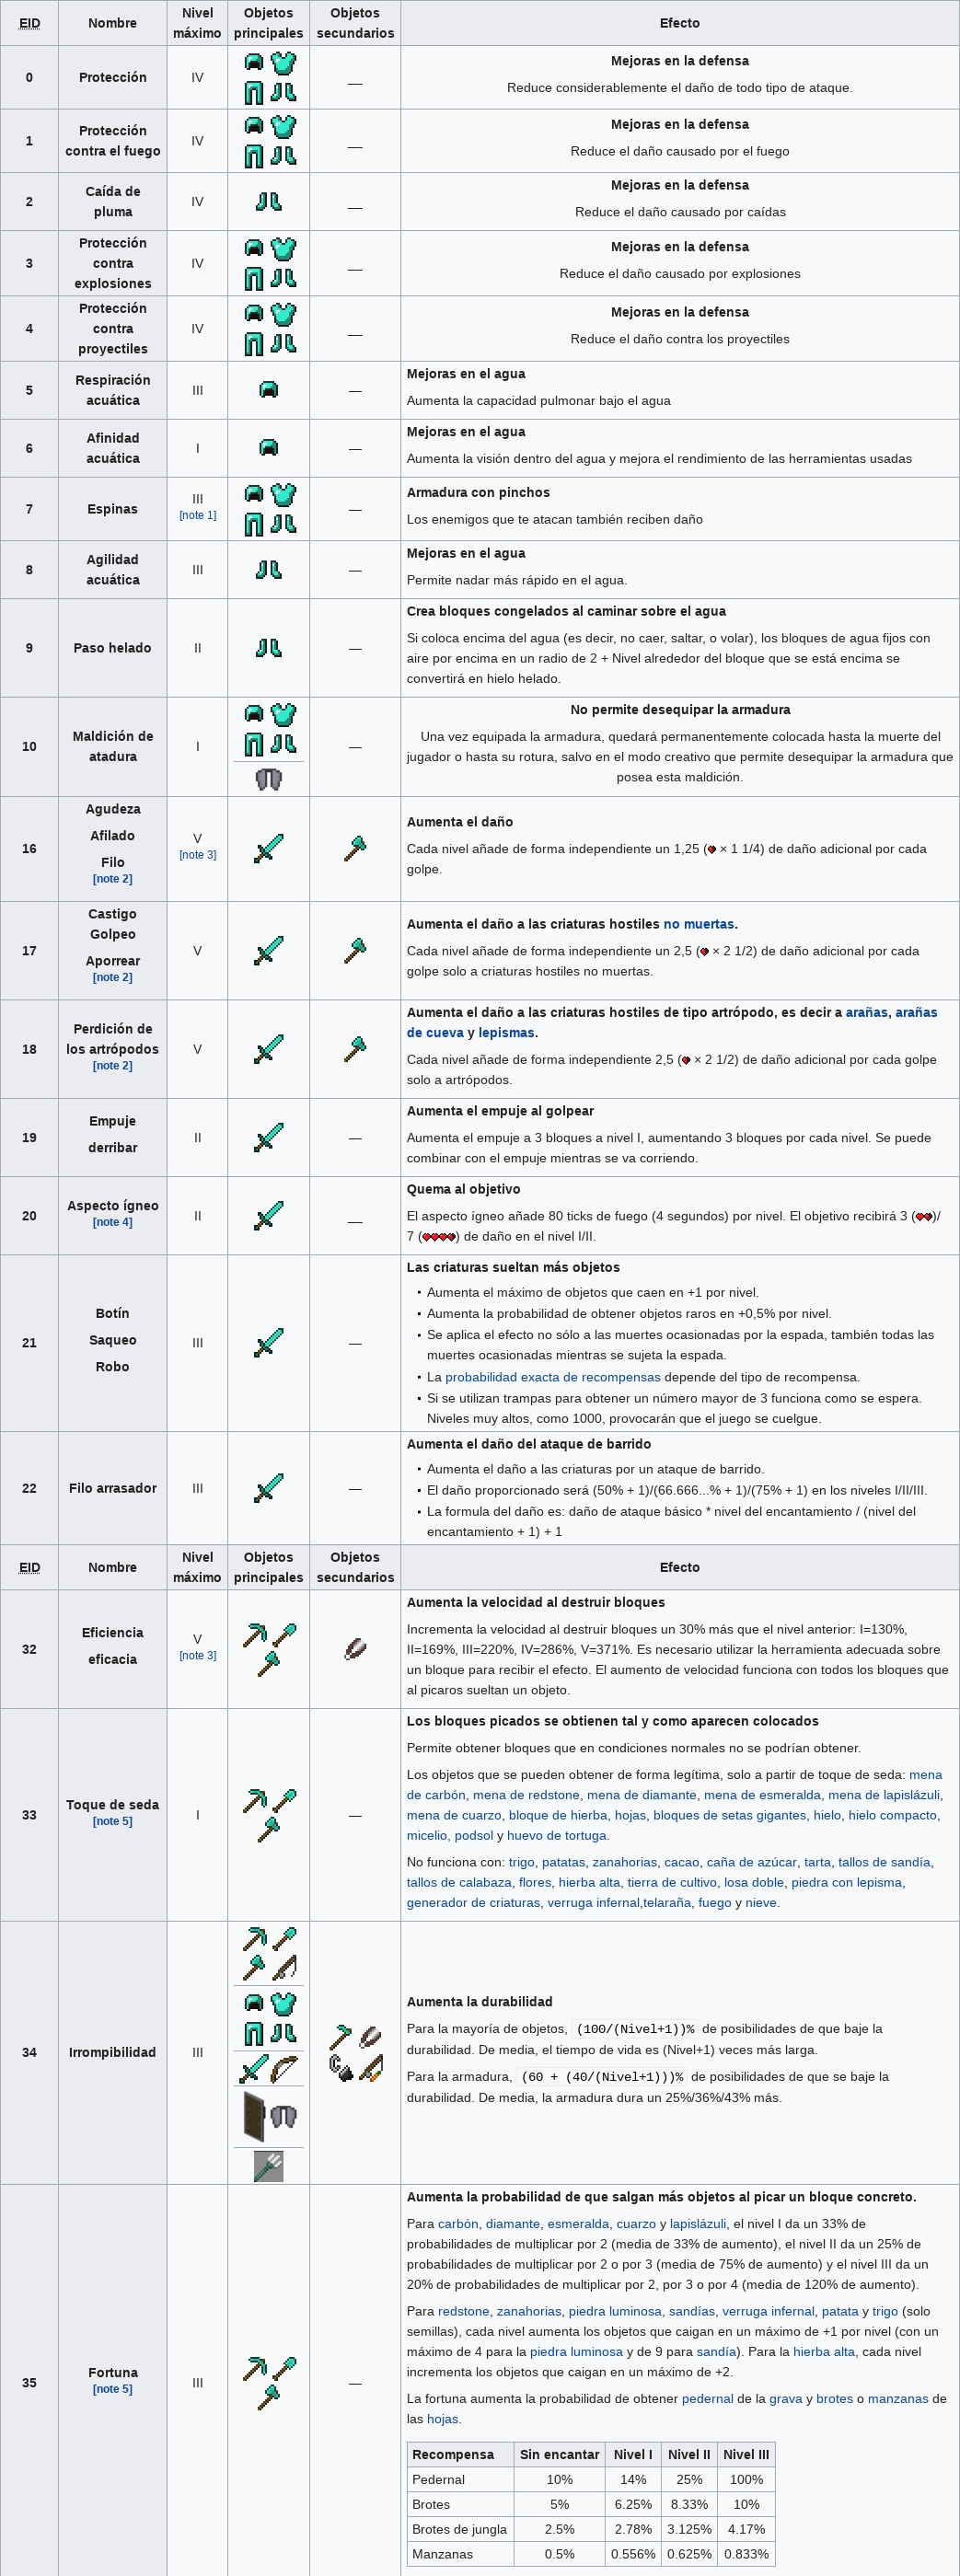 EID
Nombre
Nivel
máximo
Objetos
principales
Objetos
secundarios
Efecto
0
Protección
IV
—
Mejoras en la defensa
Reduce considerablemente el daño de todo tipo de ataque.
1
Protección
contra el fuego
IV
—
Mejoras en la defensa
Reduce el daño causado por el fuego
2
Caída de
pluma
IV
—
Mejoras en la defensa
Reduce el daño causado por caídas
3
Protección
contra
explosiones
IV
—
Mejoras en la defensa
Reduce el daño causado por explosiones
4
Protección
contra
proyectiles
IV
—
Mejoras en la defensa
Reduce el daño contra los proyectiles
5
Respiración
acuática
III
—
Mejoras en el agua
Aumenta la capacidad pulmonar bajo el agua
6
Afinidad
acuática
I
—
Mejoras en el agua
Aumenta la visión dentro del agua y mejora el rendimiento de las herramientas usadas
7
Espinas
III
[note 1]
—
Armadura con pinchos
Los enemigos que te atacan también reciben daño
8
Agilidad
acuática
III
—
Mejoras en el agua
Permite nadar más rápido en el agua.
9
Paso helado
II
—
Crea bloques congelados al caminar sobre el agua
Si coloca encima del agua (es decir, no caer, saltar, o volar), los bloques de agua fijos con
aire por encima en un radio de 2 + Nivel alrededor del bloque que se está encima se
convertirá en hielo helado.
10
Maldición de
atadura
I
—
No permite desequipar la armadura
Una vez equipada la armadura, quedará permanentemente colocada hasta la muerte del
jugador o hasta su rotura, salvo en el modo creativo que permite desequipar la armadura que
posea esta maldición.
16
Agudeza
Afilado
Filo
[note 2]
V
[note 3]
Aumenta el daño
Cada nivel añade de forma independiente un 1,25 ( × 1 1/4) de daño adicional por cada
golpe.
17
Castigo
Golpeo
Aporrear
[note 2]
V
Aumenta el daño a las criaturas hostiles no muertas.
Cada nivel añade de forma independiente un 2,5 ( × 2 1/2) de daño adicional por cada
golpe solo a criaturas hostiles no muertas.
18
Perdición de
los artrópodos
[note 2]
V
Aumenta el daño a las criaturas hostiles de tipo artrópodo, es decir a arañas, arañas
de cueva y lepismas.
Cada nivel añade de forma independiente 2,5 ( × 2 1/2) de daño adicional por cada golpe
solo a artrópodos.
19
Empuje
derribar
II
—
Aumenta el empuje al golpear
Aumenta el empuje a 3 bloques a nivel I, aumentando 3 bloques por cada nivel. Se puede
combinar con el empuje mientras se va corriendo.
20
Aspecto ígneo
[note 4]
II
—
Quema al objetivo
El aspecto ígneo añade 80 ticks de fuego (4 segundos) por nivel. El objetivo recibirá 3 ()/
7 () de daño en el nivel I/II.
21
Botín
Saqueo
Robo
III
—
Las criaturas sueltan más objetos
• Aumenta el máximo de objetos que caen en +1 por nivel.
• Aumenta la probabilidad de obtener objetos raros en +0,5% por nivel.
• Se aplica el efecto no sólo a las muertes ocasionadas por la espada, también todas las
muertes ocasionadas mientras se sujeta la espada.
• La probabilidad exacta de recompensas depende del tipo de recompensa.
• Si se utilizan trampas para obtener un número mayor de 3 funciona como se espera.
Niveles muy altos, como 1000, provocarán que el juego se cuelgue.
22
Filo arrasador
III
—
Aumenta el daño del ataque de barrido
• Aumenta el daño a las criaturas por un ataque de barrido.
• El daño proporcionado será (50% + 1)/(66.666...% + 1)/(75% + 1) en los niveles I/II/III.
• La formula del daño es: daño de ataque básico * nivel del encantamiento / (nivel del
encantamiento + 1) + 1
EID
Nombre
Nivel
máximo
Objetos
principales
Objetos
secundarios
Efecto
32
Eficiencia
eficacia
V
[note 3]
Aumenta la velocidad al destruir bloques
Incrementa la velocidad al destruir bloques un 30% más que el nivel anterior: I=130%,
II=169%, III=220%, IV=286%, V=371%. Es necesario utilizar la herramienta adecuada sobre
un bloque para recibir el efecto. El aumento de velocidad funciona con todos los bloques que
al picaros sueltan un objeto.
33
Toque de seda
[note 5]
I
—
Los bloques picados se obtienen tal y como aparecen colocados
Permite obtener bloques que en condiciones normales no se podrían obtener.
Los objetos que se pueden obtener de forma legítima, solo a partir de toque de seda: mena
de carbón, mena de redstone, mena de diamante, mena de esmeralda, mena de lapislázuli,
mena de cuarzo, bloque de hierba, hojas, bloques de setas gigantes, hielo, hielo compacto,
micelio, podsol y huevo de tortuga.
No funciona con: trigo, patatas, zanahorias, cacao, caña de azúcar, tarta, tallos de sandía,
tallos de calabaza, flores, hierba alta, tierra de cultivo, losa doble, piedra con lepisma,
generador de criaturas, verruga infernal,telaraña, fuego y nieve.
34
Irrompibilidad
III
Aumenta la durabilidad
Para la mayoría de objetos, (100/(Nivel+1))% de posibilidades de que baje la
durabilidad. De media, el tiempo de vida es (Nivel+1) veces más larga.
Para la armadura, (60 + (40/(Nivel+1)))% de posibilidades de que se baje la
durabilidad. De media, la armadura dura un 25%/36%/43% más.
35
Fortuna
[note 5]
III
—
Aumenta la probabilidad de que salgan más objetos al picar un bloque concreto.
Para carbón, diamante, esmeralda, cuarzo y lapislázuli, el nivel I da un 33% de
probabilidades de multiplicar por 2 (media de 33% de aumento), el nivel II da un 25% de
probabilidades de multiplicar por 2 o por 3 (media de 75% de aumento) y el nivel III da un
20% de probabilidades de multiplicar por 2, por 3 o por 4 (media de 120% de aumento).
Para redstone, zanahorias, piedra luminosa, sandías, verruga infernal, patata y trigo (solo
semillas), cada nivel aumenta los objetos que caigan en un máximo de +1 por nivel (con un
máximo de 4 para la piedra luminosa y de 9 para sandía). Para la hierba alta, cada nivel
incrementa los objetos que caigan en un máximo de +2.
La fortuna aumenta la probabilidad de obtener pedernal de la grava y brotes o manzanas de
las hojas.
Recompensa Sin encantar Nivel I Nivel II Nivel III
Pedernal 10% 14% 25% 100%
Brotes 5% 6.25% 8.33% 10%
Brotes de jungla 2.5% 2.78% 3.125% 4.17%
Manzanas 0.5% 0.556% 0.625% 0.833%